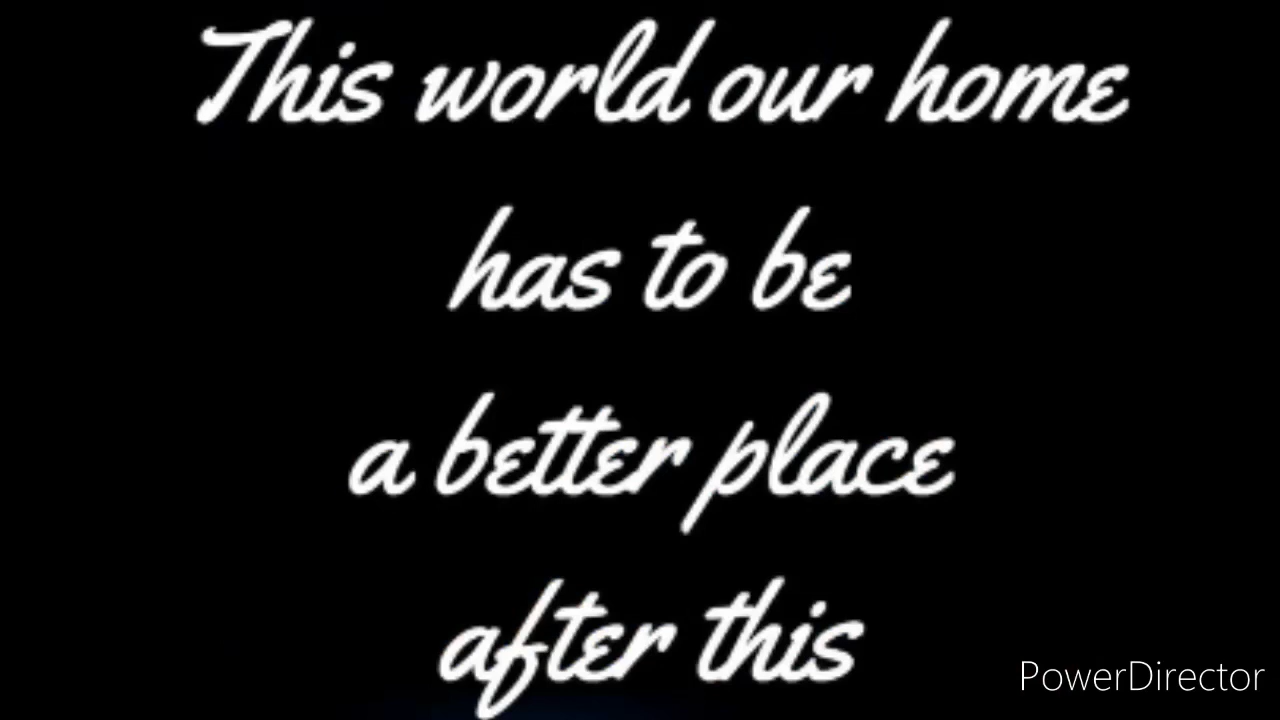 This world our home
has to be
a better place
after this
PowerDirector